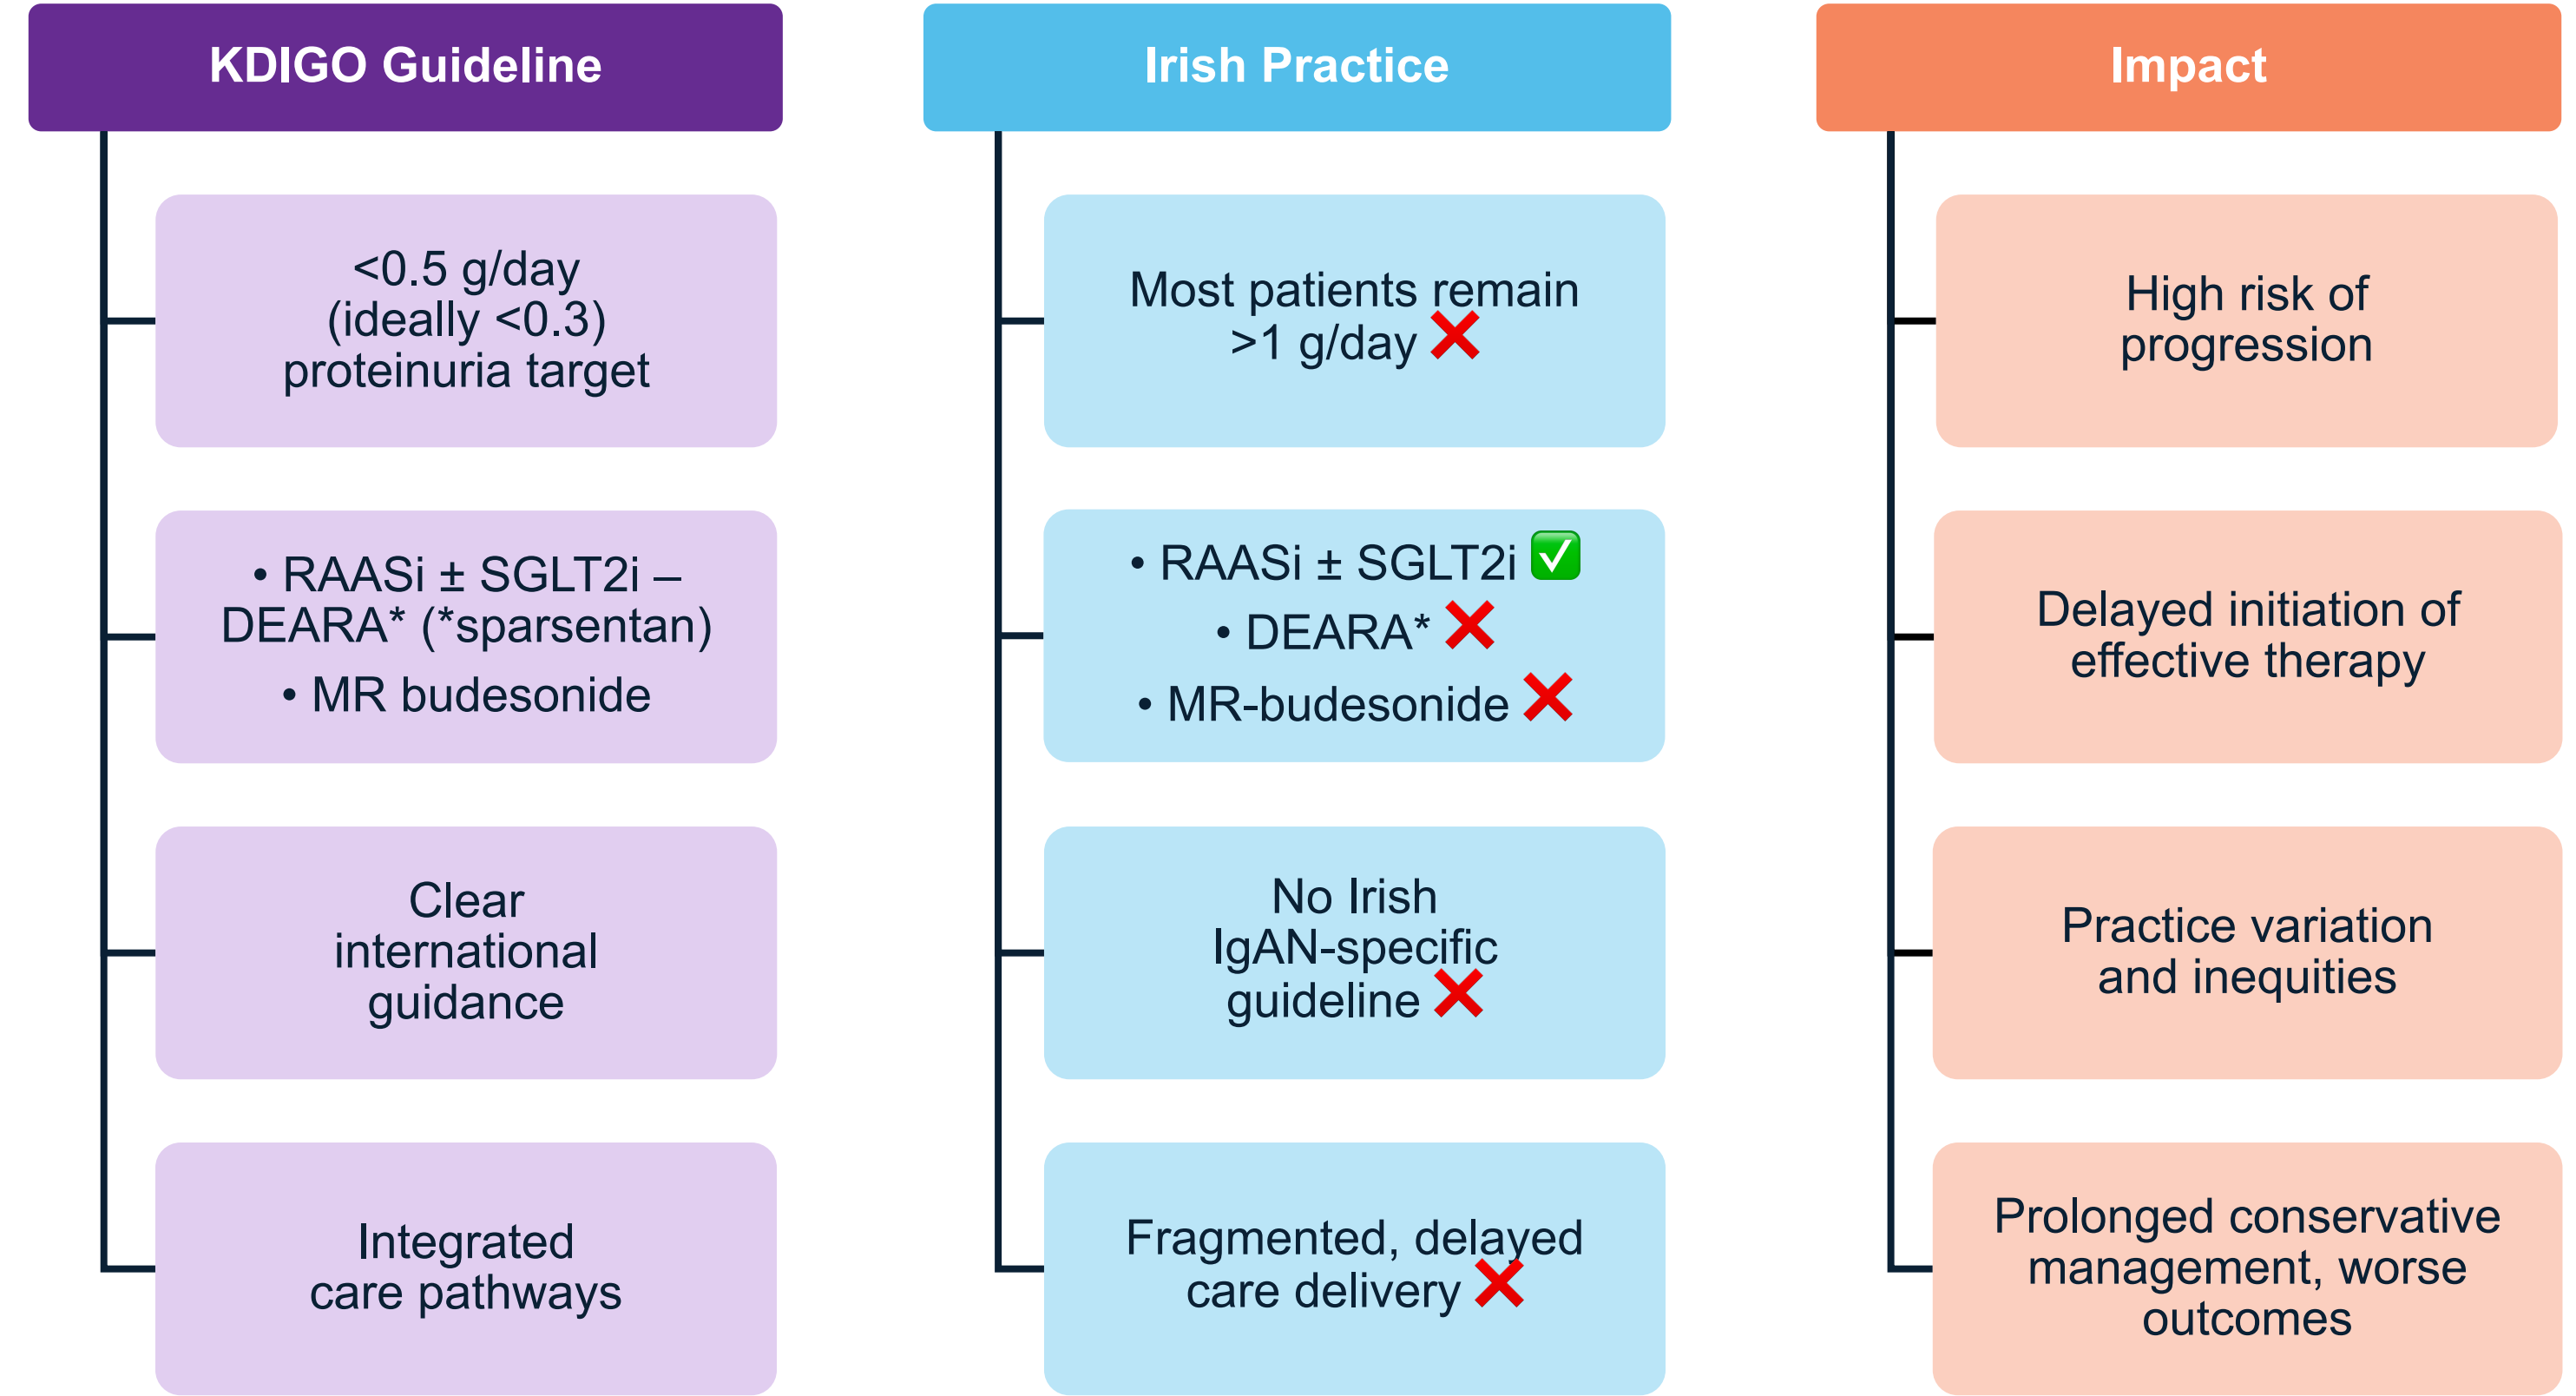 KDIGO Guideline
<0.5 g/day
(ideally <0.3)
proteinuria target
• RAASi ± SGLT2i –
DEARA* (*sparsentan)
• MR budesonide
Clear
international
guidance
Integrated
care pathways
Irish Practice
Most patients remain
>1 g/day ❌
• RAASi ± SGLT2i ✅
• DEARA* ❌
• MR-budesonide ❌
No Irish
IgAN-specific
guideline ❌
Fragmented, delayed
care delivery ❌
Impact
High risk of
progression
Delayed initiation of
effective therapy
Practice variation
and inequities
Prolonged conservative
management, worse
outcomes